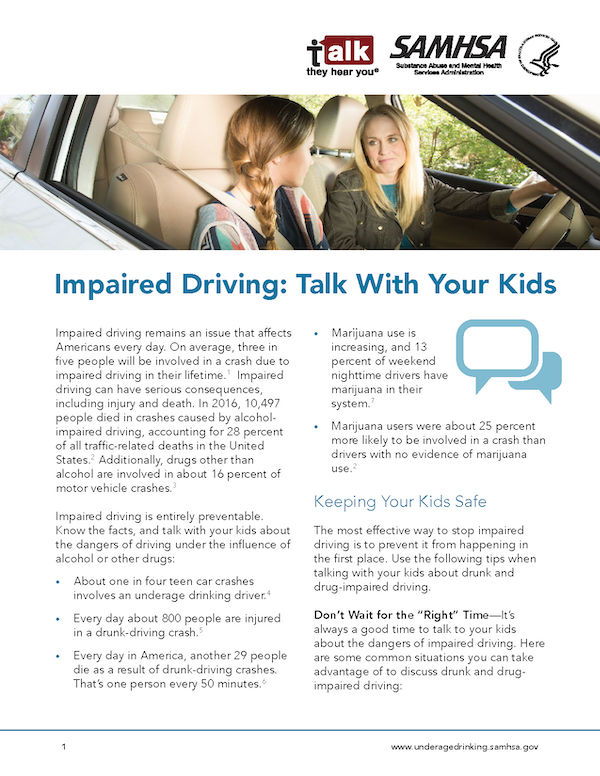 talk
they hear you®
SAMHSA
Substance Abuse and Mental Health
Services Administration
Impaired Driving: Talk With Your Kids
Impaired driving remains an issue that affects
Americans every day. On average, three in
five people will be involved in a crash due to
impaired driving in their lifetime.1 Impaired
driving can have serious consequences,
including injury and death. In 2016, 10,497
people died in crashes caused by alcohol-
impaired driving, accounting for 28 percent
of all traffic-related deaths in the United
States.2 Additionally, drugs other than
alcohol are involved in about 16 percent of
motor vehicle crashes.3
Impaired driving is entirely preventable.
Know the facts, and talk with your kids about
the dangers of driving under the influence of
alcohol or other drugs:
• About one in four teen car crashes
involves an underage drinking driver.4
• Every day about 800 people are injured
in a drunk-driving crash.5
• Every day in America, another 29 people
die as a result of drunk-driving crashes.
That’s one person every 50 minutes.6
• Marijuana use is
increasing, and 13
percent of weekend
nighttime drivers have
marijuana in their
system.7
• Marijuana users were about 25 percent
more likely to be involved in a crash than
drivers with no evidence of marijuana
use.2
Keeping Your Kids Safe
The most effective way to stop impaired
driving is to prevent it from happening in
the first place. Use the following tips when
talking with your kids about drunk and
drug-impaired driving.
Don’t Wait for the “Right” Time—It’s
always a good time to talk to your kids
about the dangers of impaired driving. Here
are some common situations you can take
advantage of to discuss drunk and drug-
impaired driving:
1
www.underagedrinking.samhsa.gov